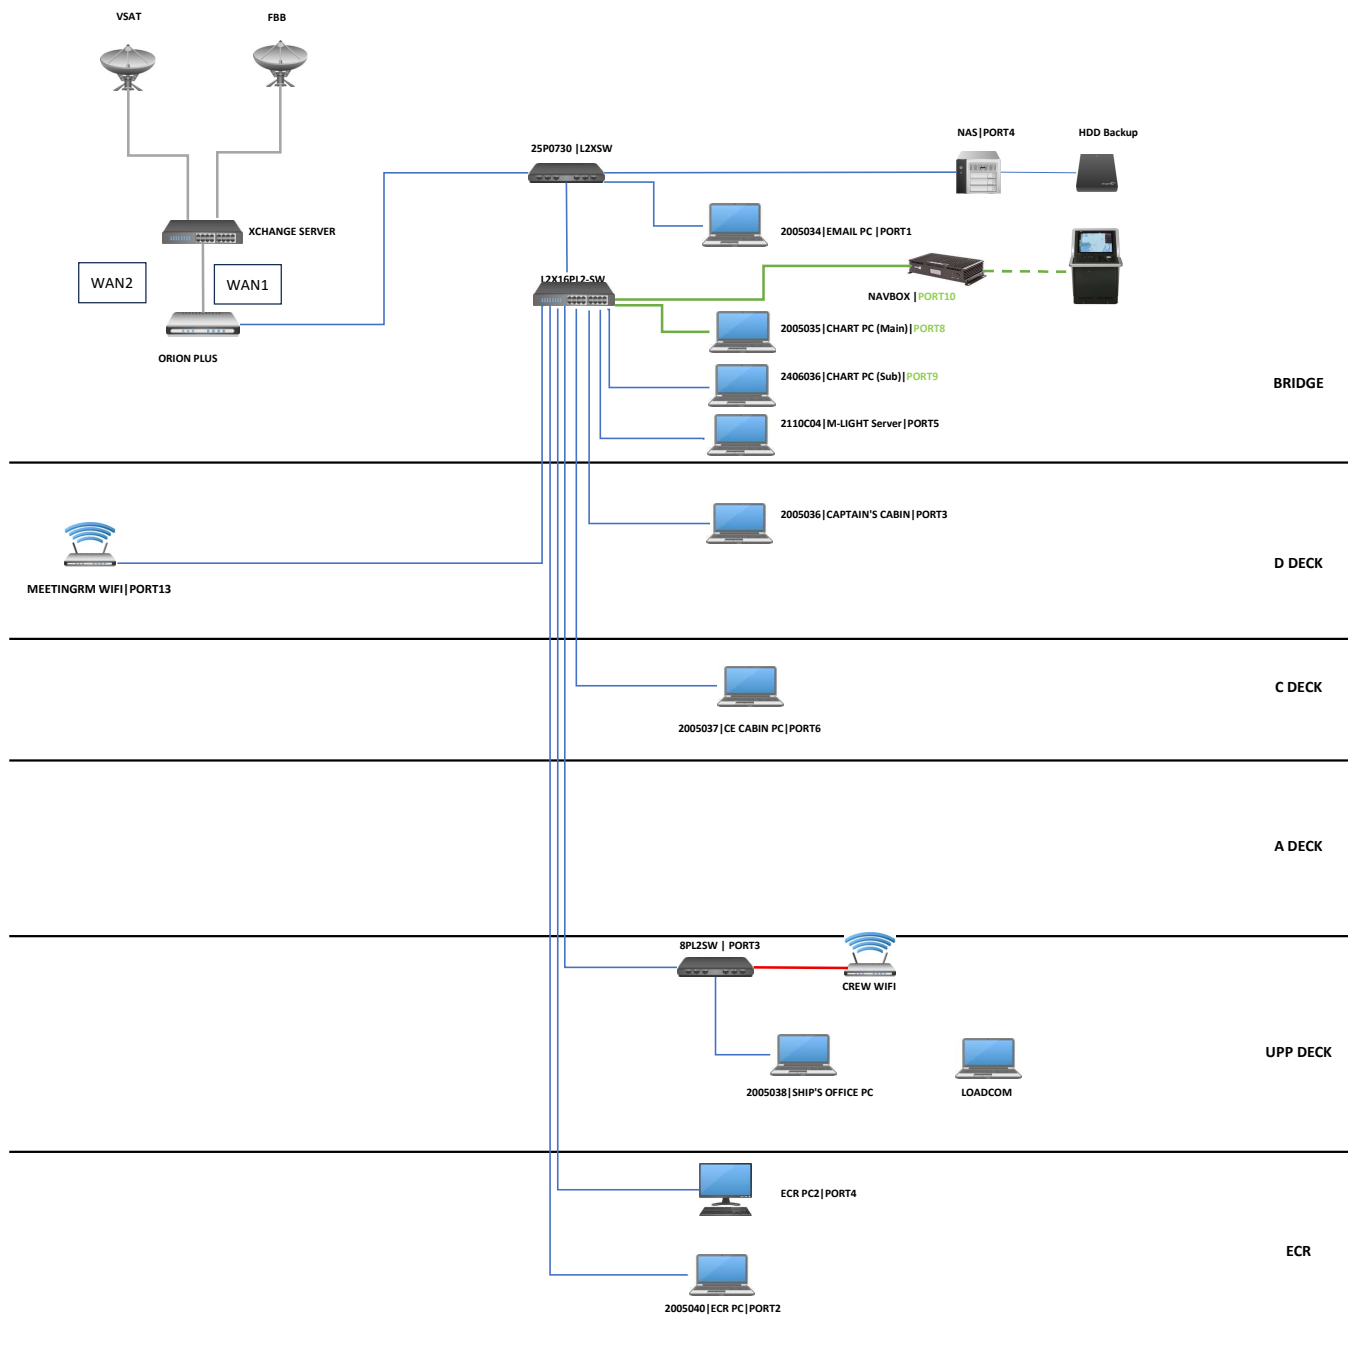 VSAT
FBB
25P0730 |L2XSW
NAS|PORT4
HDD Backup
XCHANGE SERVER
2005034|EMAIL PC |PORT1
WAN2
WAN1
L2X16PL2-SW
NAVBOX |PORT10
ORION PLUS
2005035|CHART PC (Main)|PORT8
2406036|CHART PC (Sub)|PORT9
BRIDGE
2110C04|M-LIGHT Server|PORT5
2005036|CAPTAIN'S CABIN|PORT3
D DECK
MEETINGRM WIFI|PORT13
C DECK
2005037|CE CABIN PC|PORT6
A DECK
8PL2SW | PORT3
CREW WIFI
UPP DECK
2005038|SHIP'S OFFICE PC
LOADCOM
ECR PC2|PORT4
ECR
2005040|ECR PC|PORT2